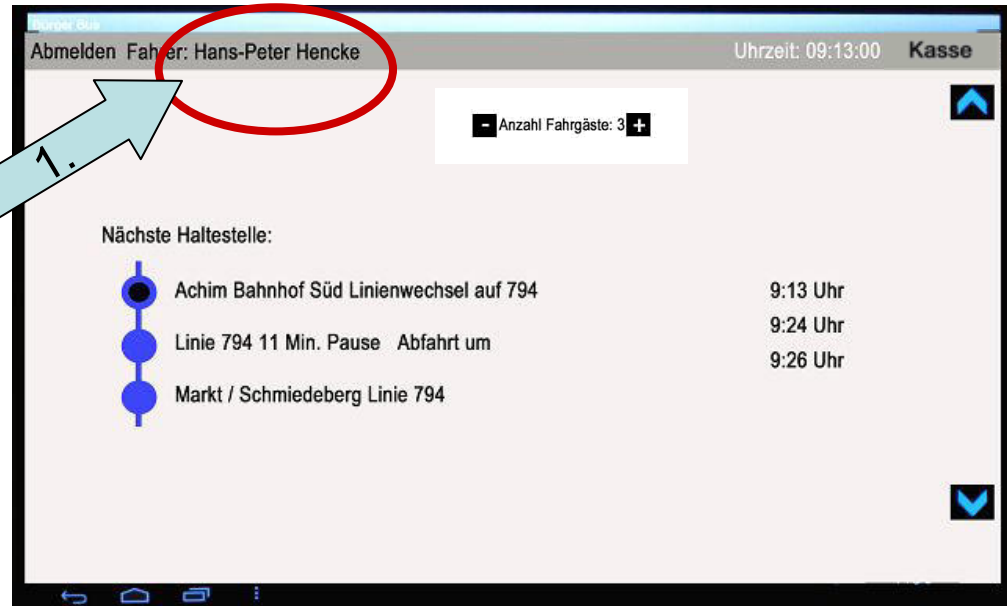 Bürger Bus
Abmelden Fahrer: Hans-Peter Hencke Uhrzeit: 09:13:00 Kasse
- Anzahl Fahrgäste: 3 +
1.
Nächste Haltestelle:
Achim Bahnhof Süd Linienwechsel auf 794 9:13 Uhr
Linie 794 11 Min. Pause Abfahrt um 9:24 Uhr
Markt / Schmiedeberg Linie 794 9:26 Uhr